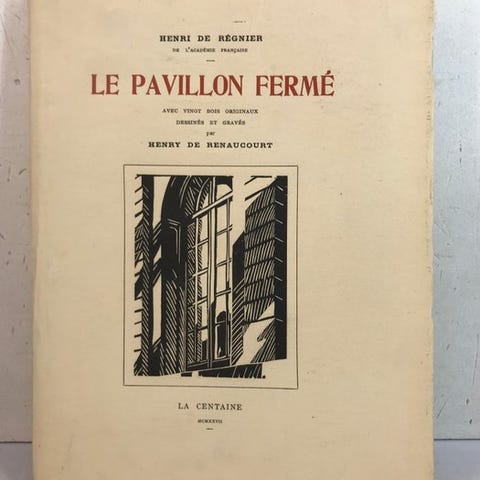 HENRI DE RÉGNIER
DE L'ACADÉMIE FRANÇAISE
LE PAVILLON FERMÉ
AVEC VINGT BOIS ORIGINAUX
DESSINÉS ET GRAVÉS
par
HENRY DE RENAUCOURT
LA CENTAINE
MCMXXVII